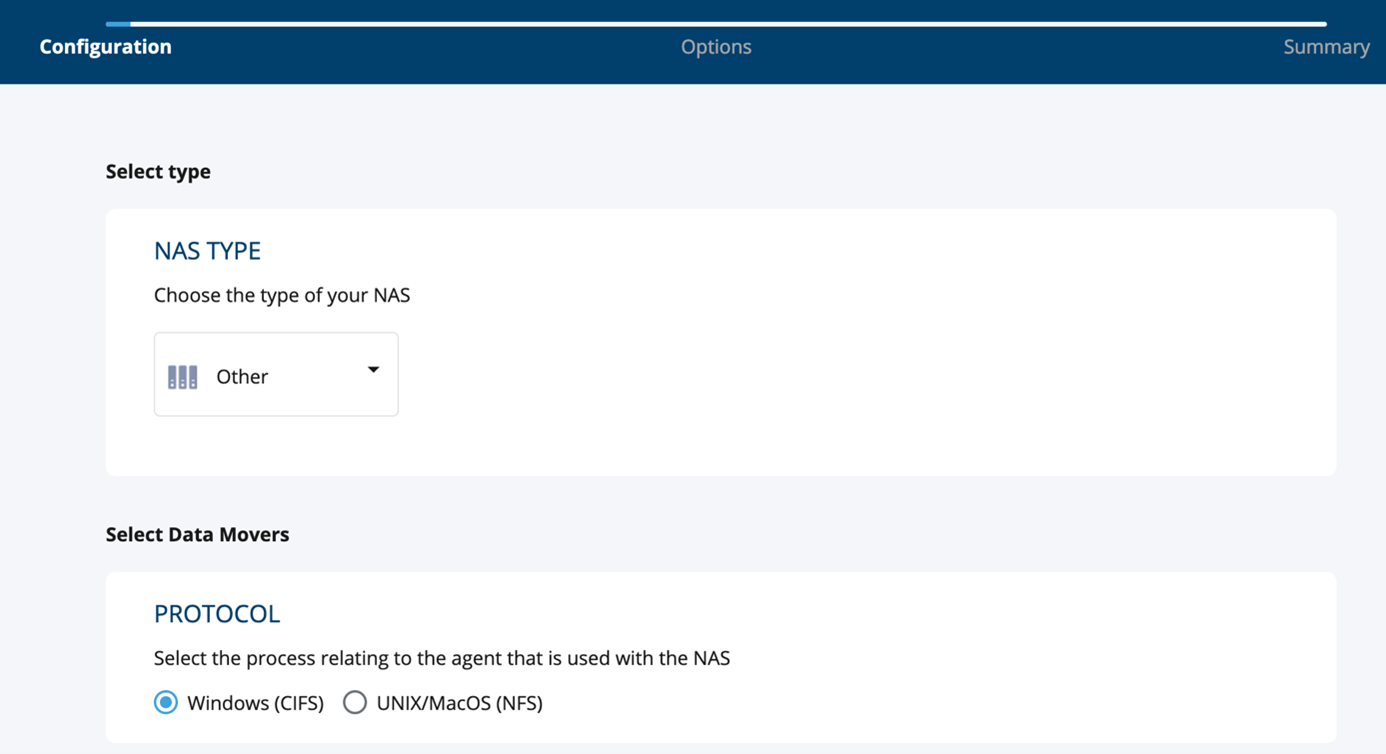 Configuration
Options
Summary
Select type
NAS TYPE
Choose the type of your NAS
Other
Select Data Movers
PROTOCOL
Select the process relating to the agent that is used with the NAS
Windows (CIFS) UNIX/MacOS (NFS)